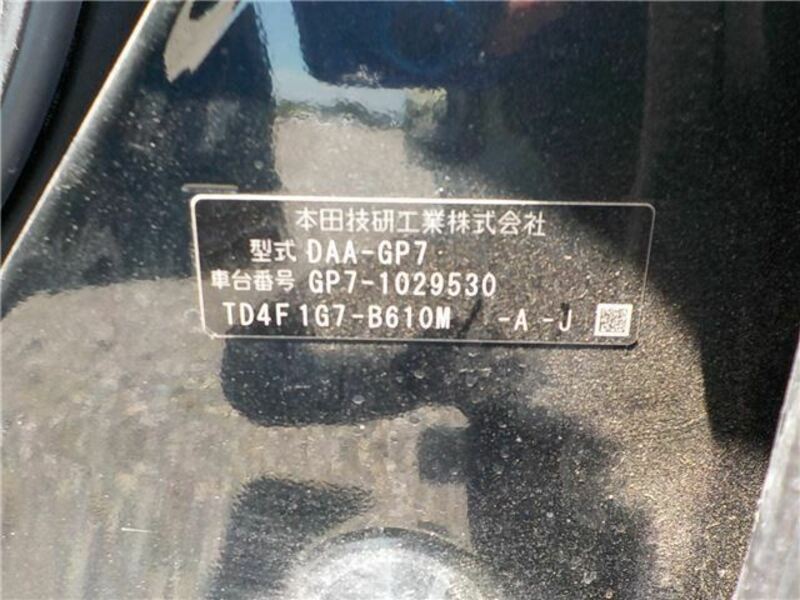 本田技研工業株式会社
型式 DAA-GP7
車台番号 GP7-1029530
TD4F1G7-B610M -A -J